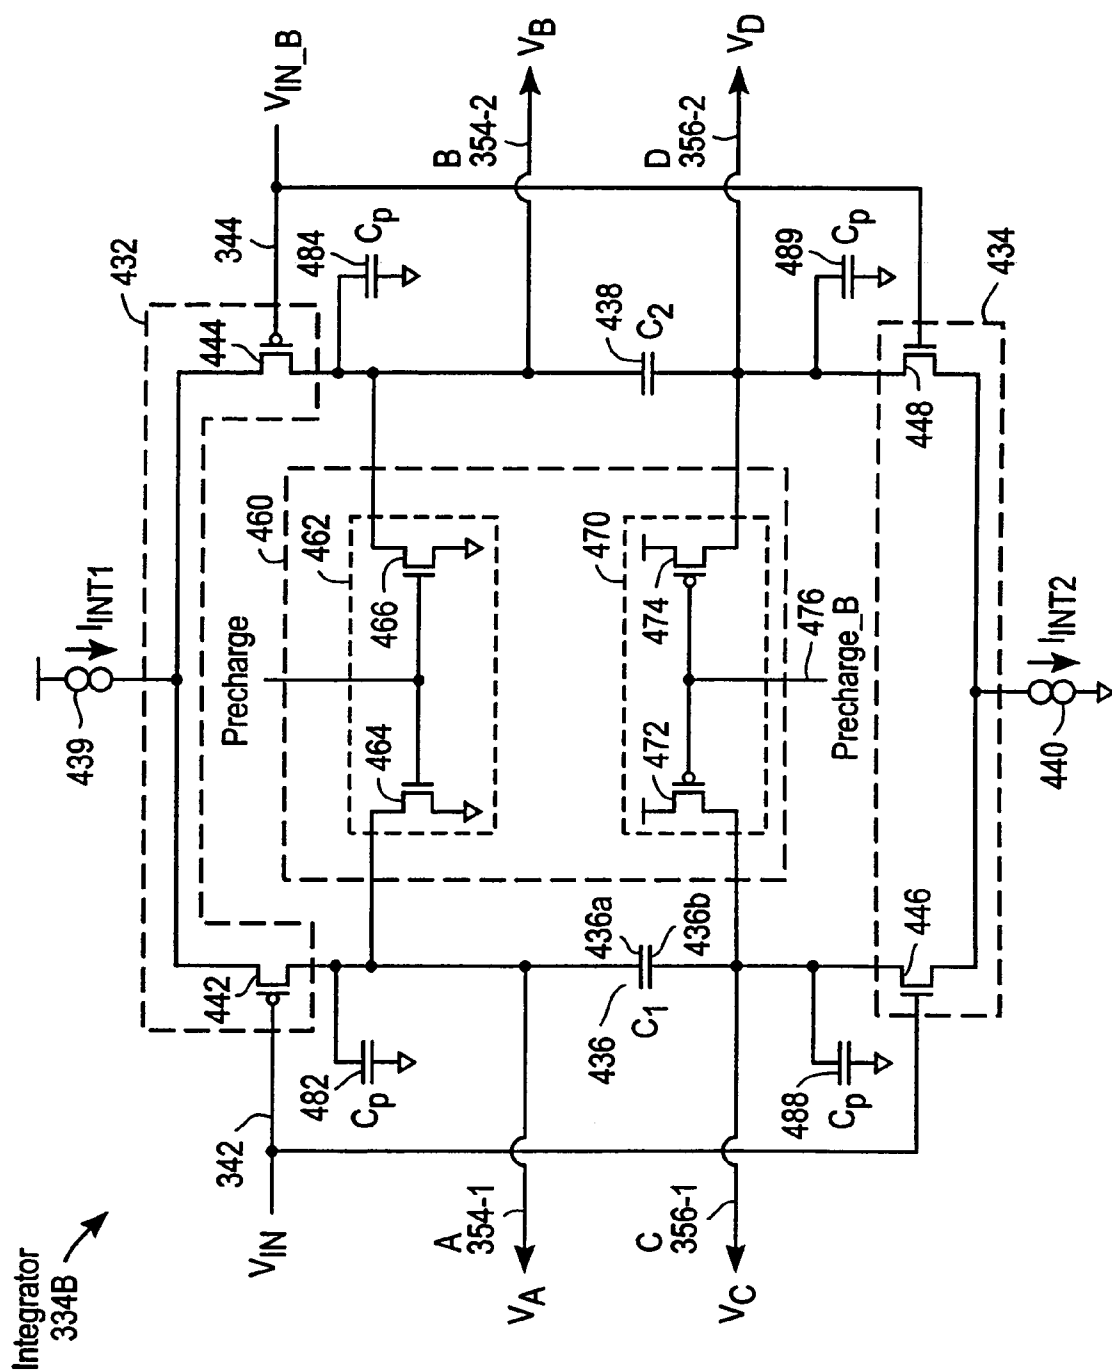 Integrator
334B
439
I_INT1
432
442
444
344
V_IN_B
342
V_IN
482
C_p
484
C_p
Precharge
460
462
464
466
A
354-1
V_A
B
354-2
V_B
436a
436b
436
C_1
438
C_2
470
472
474
476
Precharge_B
C
356-1
V_C
D
356-2
V_D
488
C_p
489
C_p
446
448
434
440
I_INT2